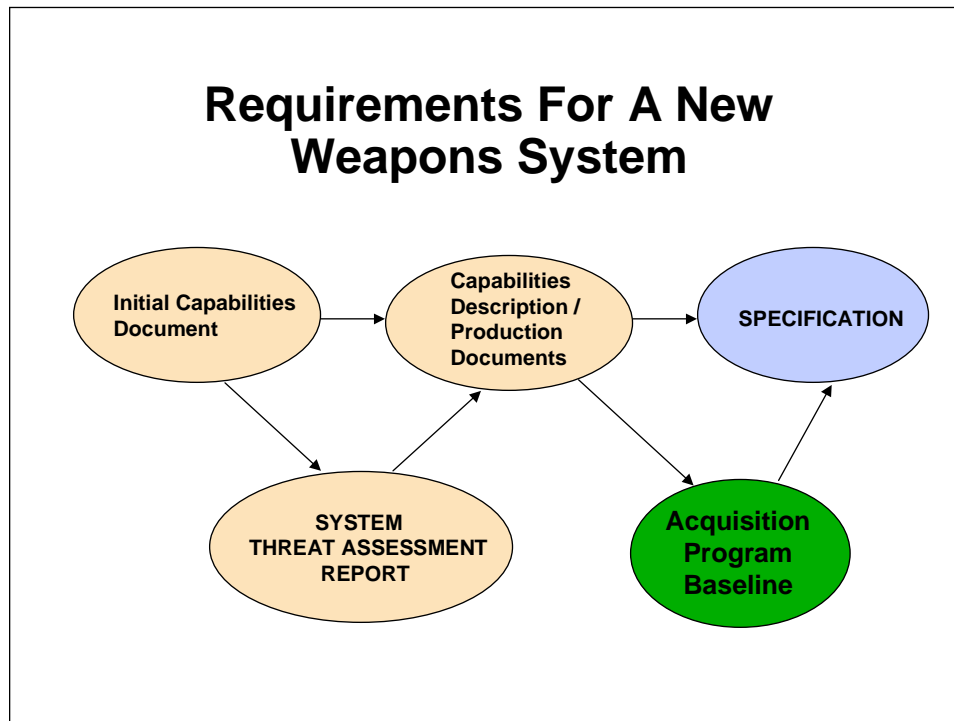 Requirements For A New
Weapons System
Initial Capabilities
Document
Capabilities
Description /
Production
Documents
SPECIFICATION
SYSTEM
THREAT ASSESSMENT
REPORT
Acquisition
Program
Baseline